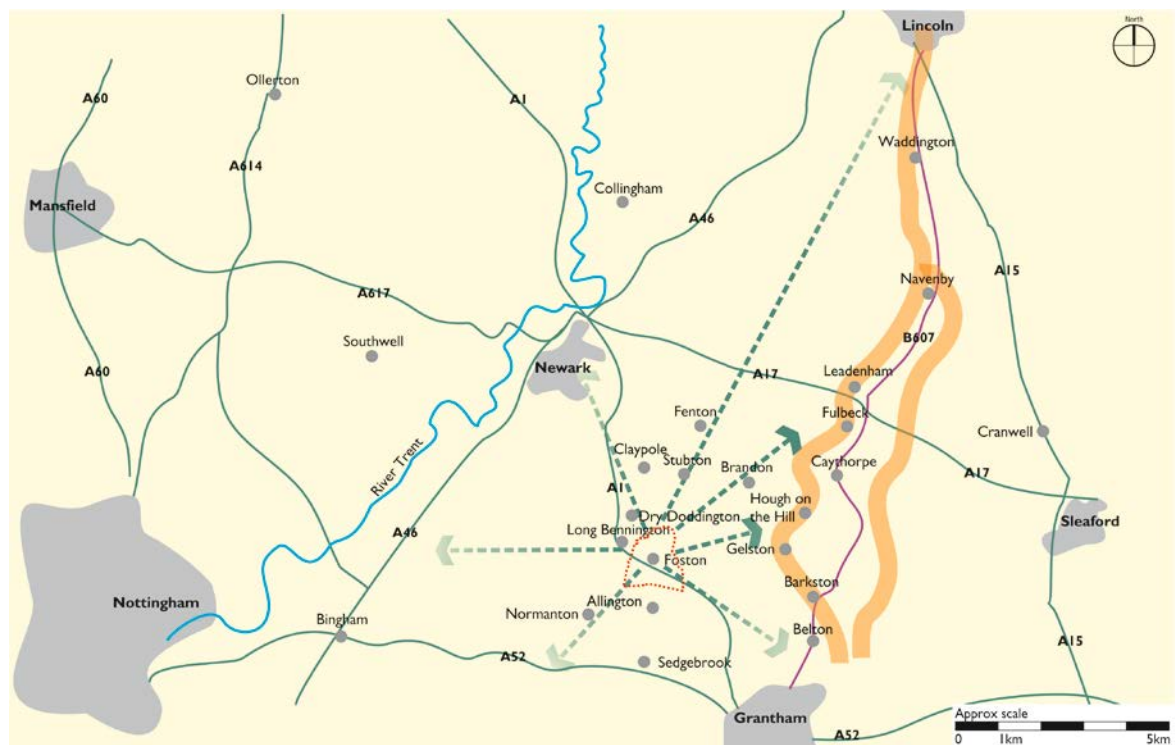 North
Lincoln
Ollerton
A60
A1
Waddington
A614
Collingham
Mansfield
A46
A15
Navenby
A617
B607
Southwell
A60
Newark
A17
Leadenham
Fenton
Fulbeck
Cranwell
River Trent
Claypole
Stubton
Brandon
Caythorpe
A17
A1
Hough on
the Hill
Dry Doddington
Sleaford
A46
Long Bennington
Gelston
Foston
Nottingham
Barkston
Normanton
Allington
Bingham
Belton
A52
Sedgebrook
A15
Grantham
A52
Approx scale
0 1km 5km